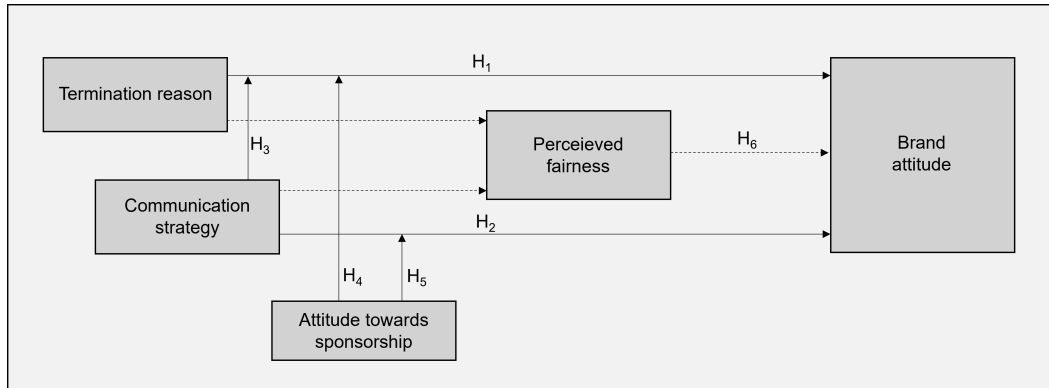 H₁
Termination reason
Perceieved
fairness
H₆
Brand
attitude
H₃
Communication
strategy
H₂
H₄
H₅
Attitude towards
sponsorship